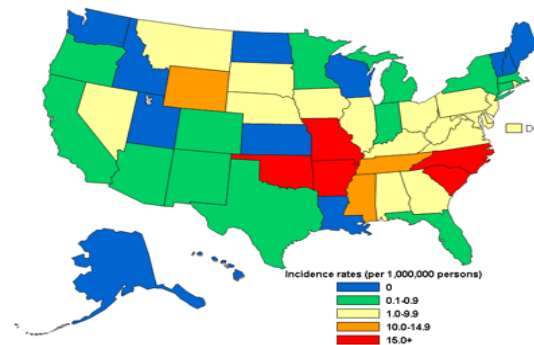 D
Incidence rates (per 1,000,000 persons)
0
0.1-0.9
1.0-9.9
10.0-14.9
15.0+